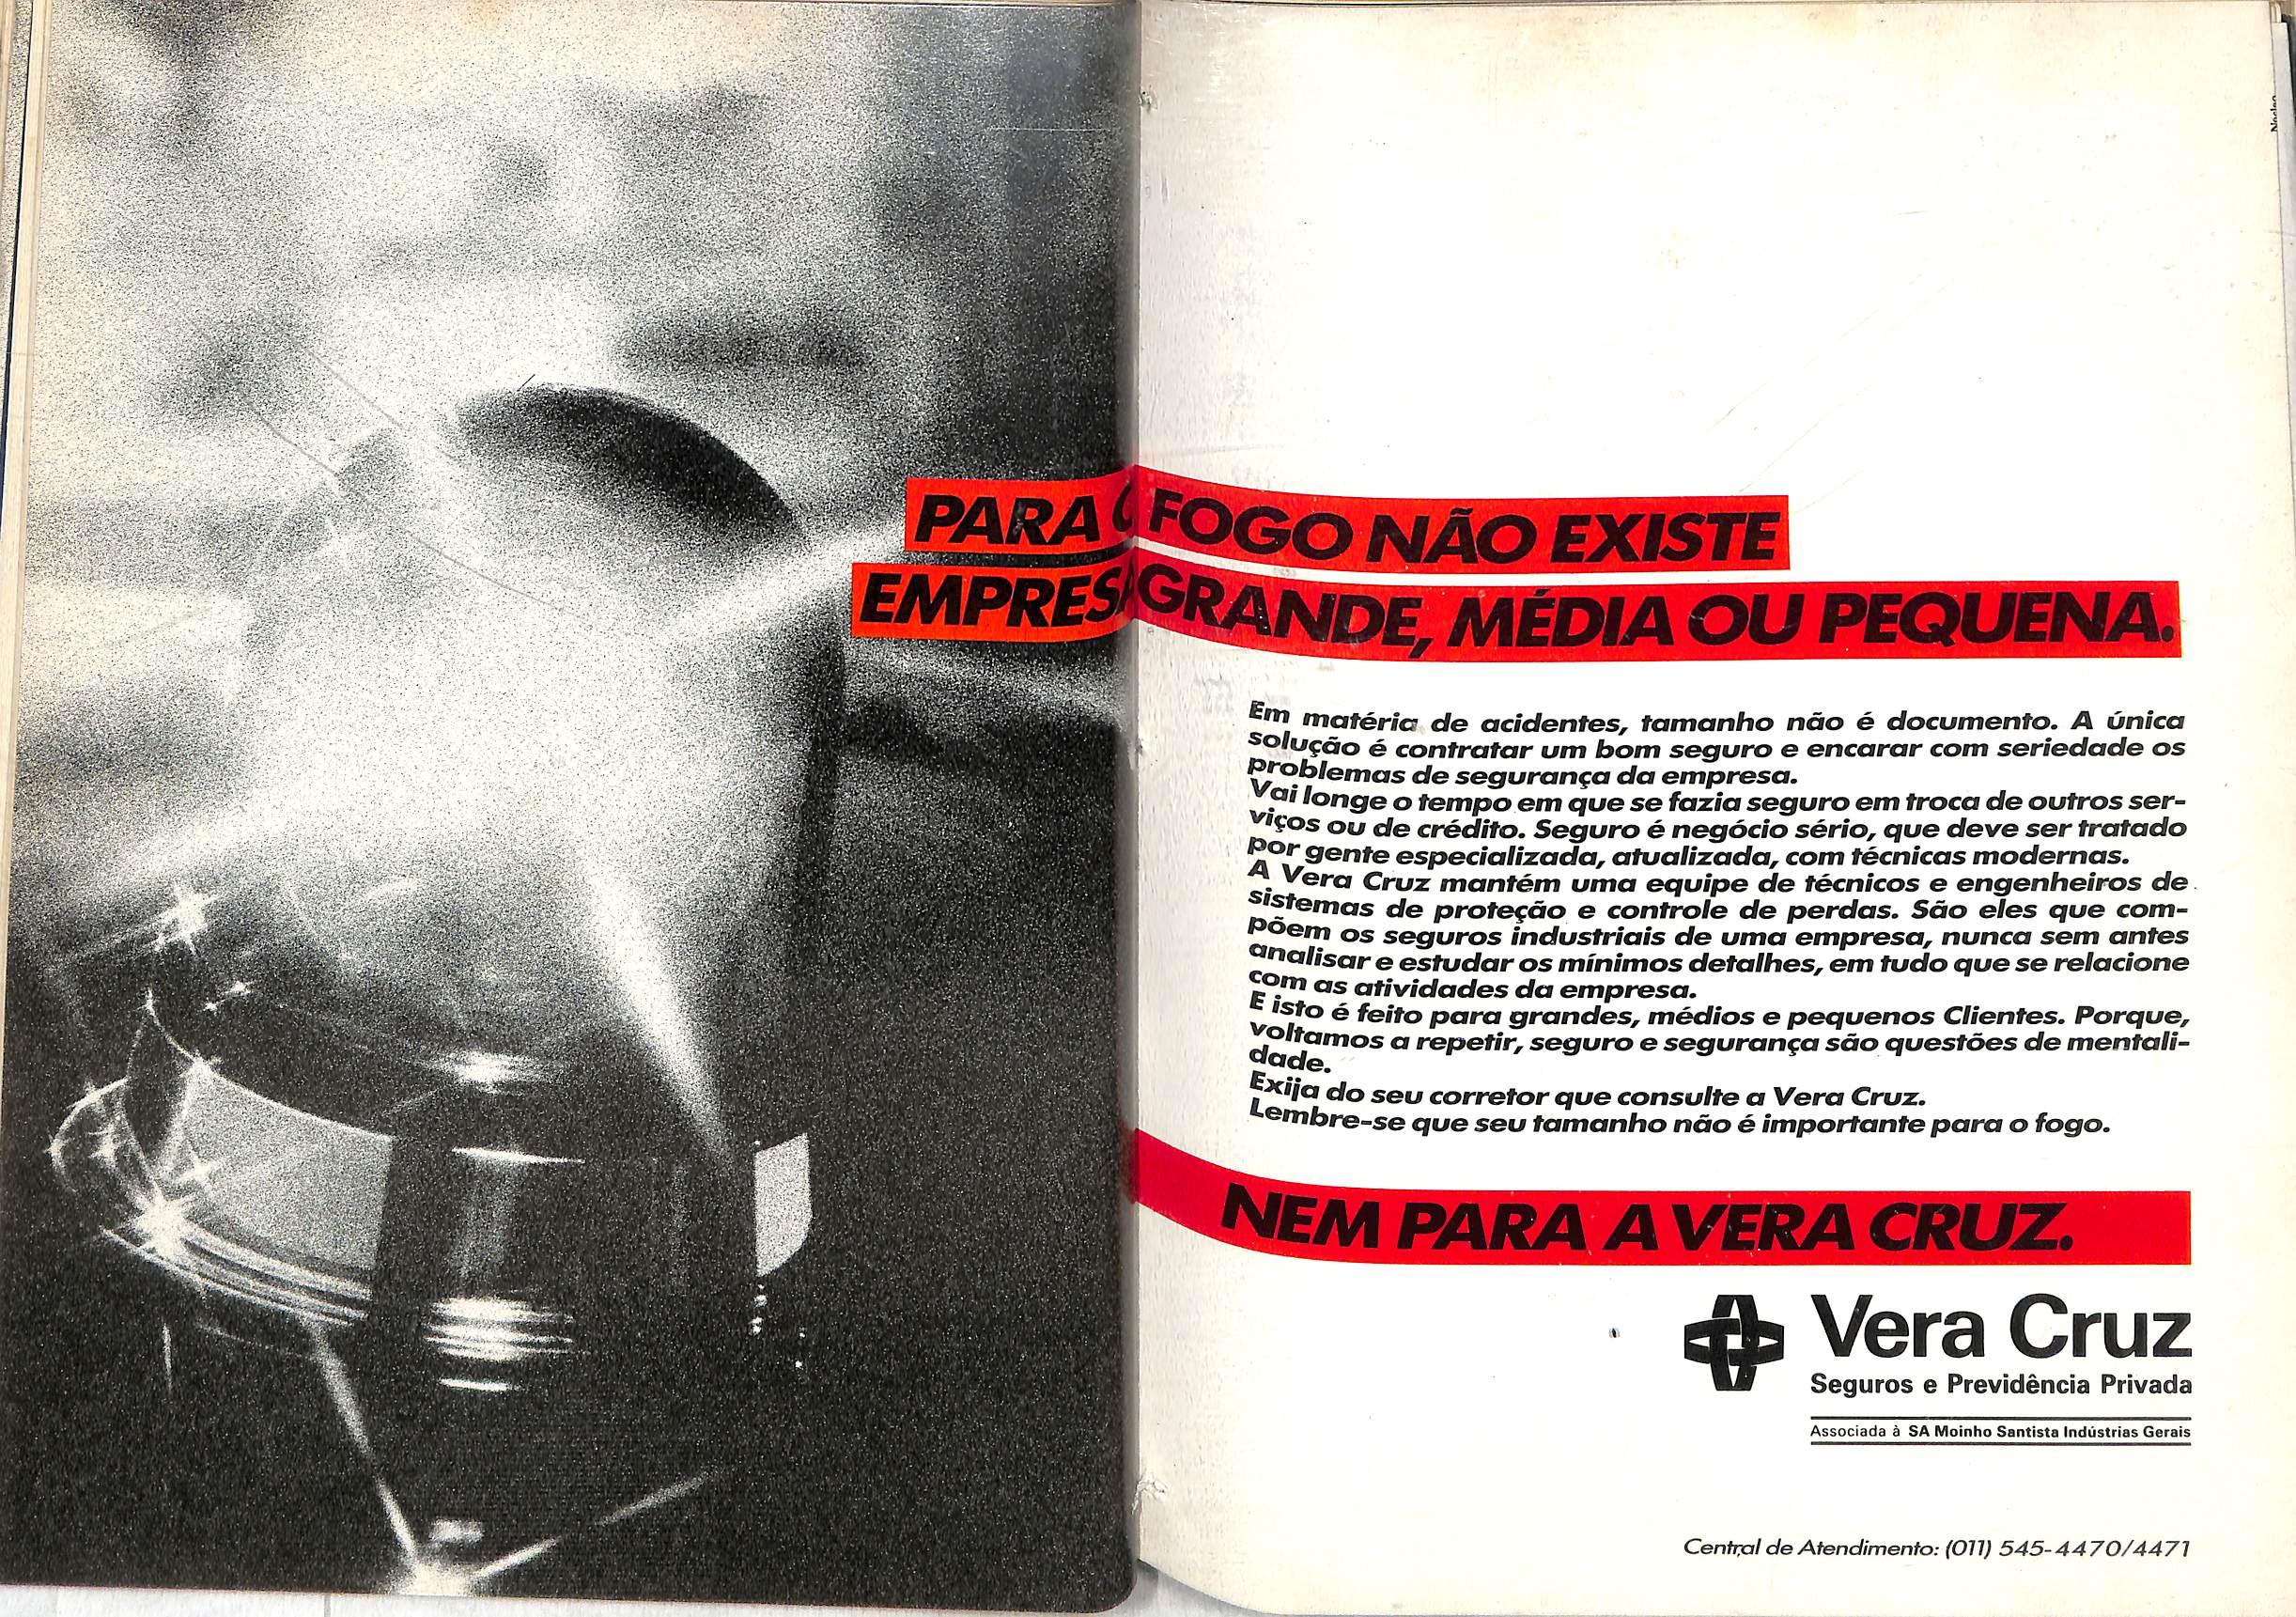 PARA O FOGO NÃO EXISTE
EMPRESA GRANDE, MÉDIA OU PEQUENA.
Em matéria de acidentes, tamanho não é documento. A única
solução é contratar um bom seguro e encarar com seriedade os
problemas de segurança da empresa.
Vai longe o tempo em que se fazia seguro em troca de outros ser-
viços ou de crédito. Seguro é negócio sério, que deve ser tratado
por gente especializada, atualizada, com técnicas modernas.
A Vera Cruz mantém uma equipe de técnicos e engenheiros de
sistemas de proteção e controle de perdas. São eles que com-
põem os seguros industriais de uma empresa, nunca sem antes
analisar e estudar os mínimos detalhes, em tudo que se relacione
com as atividades da empresa.
E isto é feito para grandes, médios e pequenos Clientes. Porque,
voltamos a repetir, seguro e segurança são questões de mentali-
dade.
Exija do seu corretor que consulte a Vera Cruz.
Lembre-se que seu tamanho não é importante para o fogo.
NEM PARA A VERA CRUZ.
Vera Cruz
Seguros e Previdência Privada
Associada à SA Moinho Santista Indústrias Gerais
Central de Atendimento: (011) 545-4470/4471